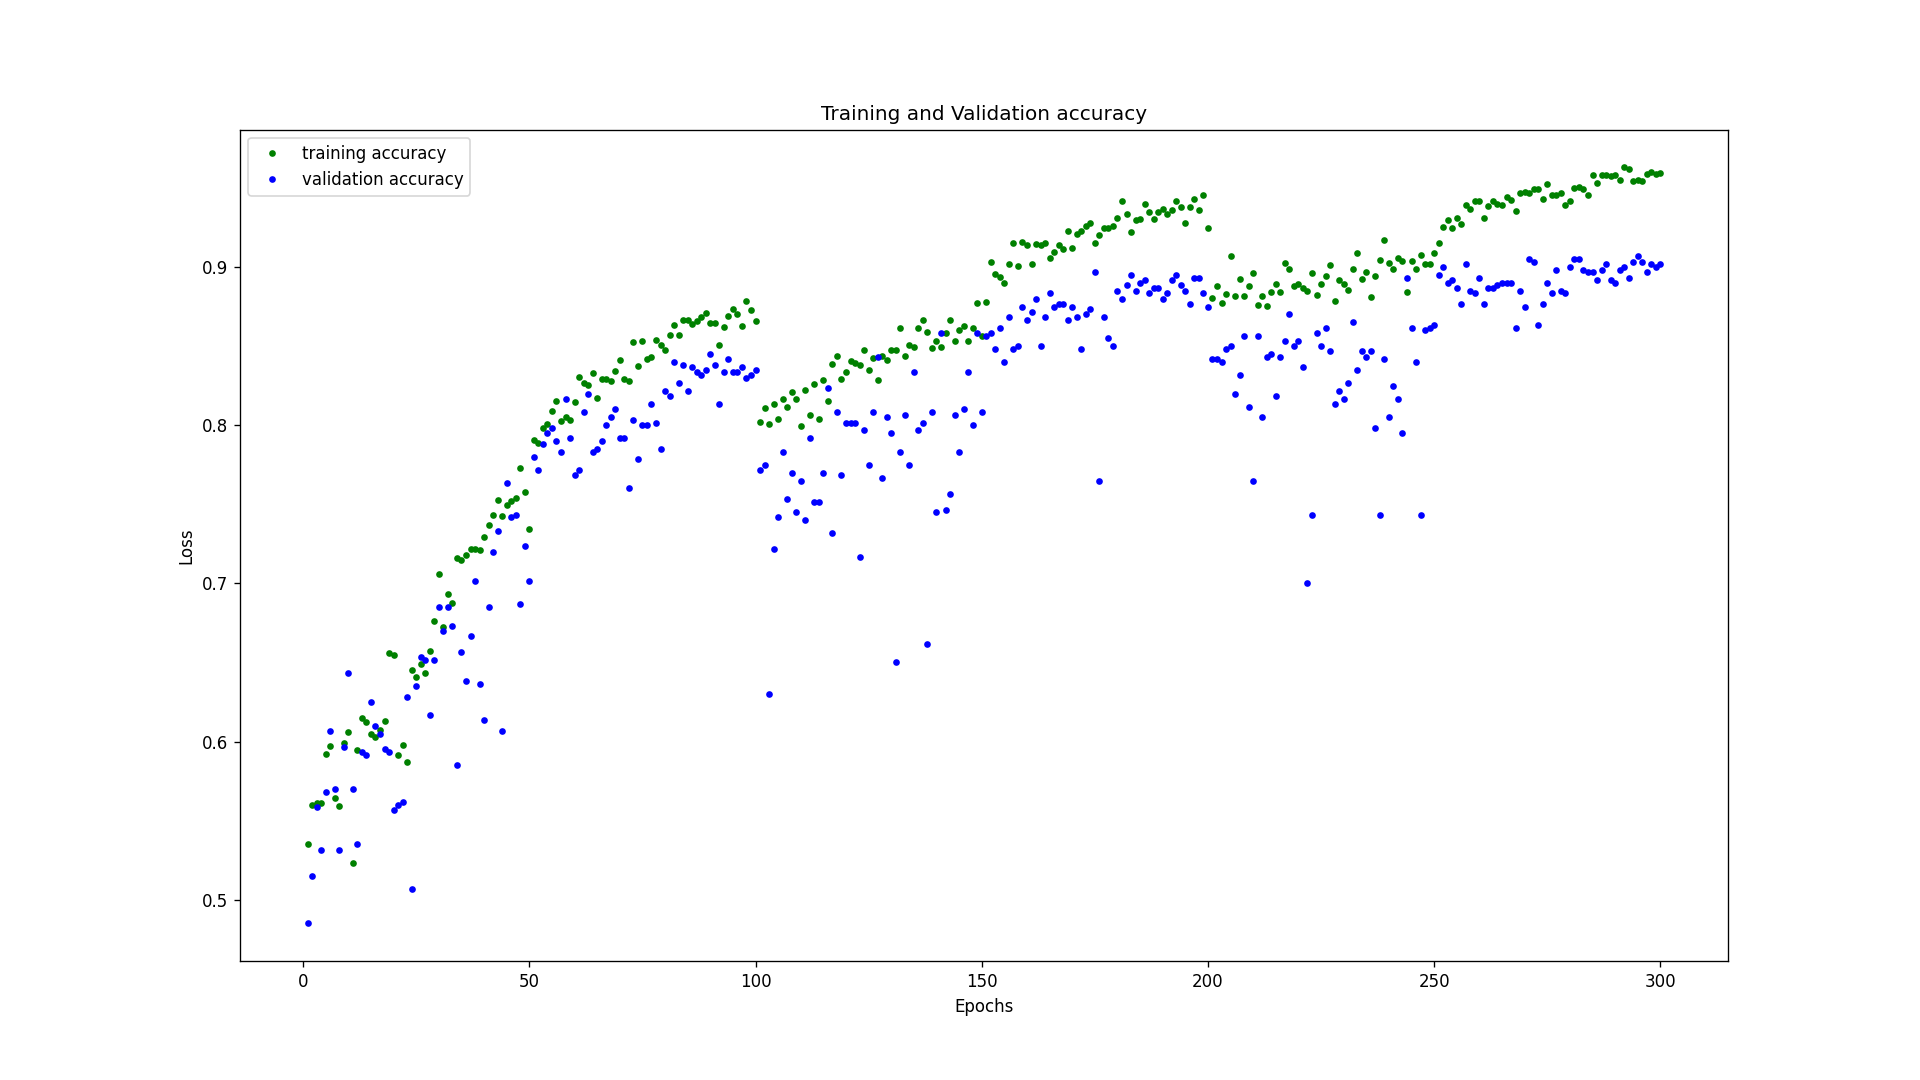 Training and Validation accuracy
training accuracy
validation accuracy
Loss
0.9
0.8
0.7
0.6
0.5
0 50 100 150 200 250 300
Epochs